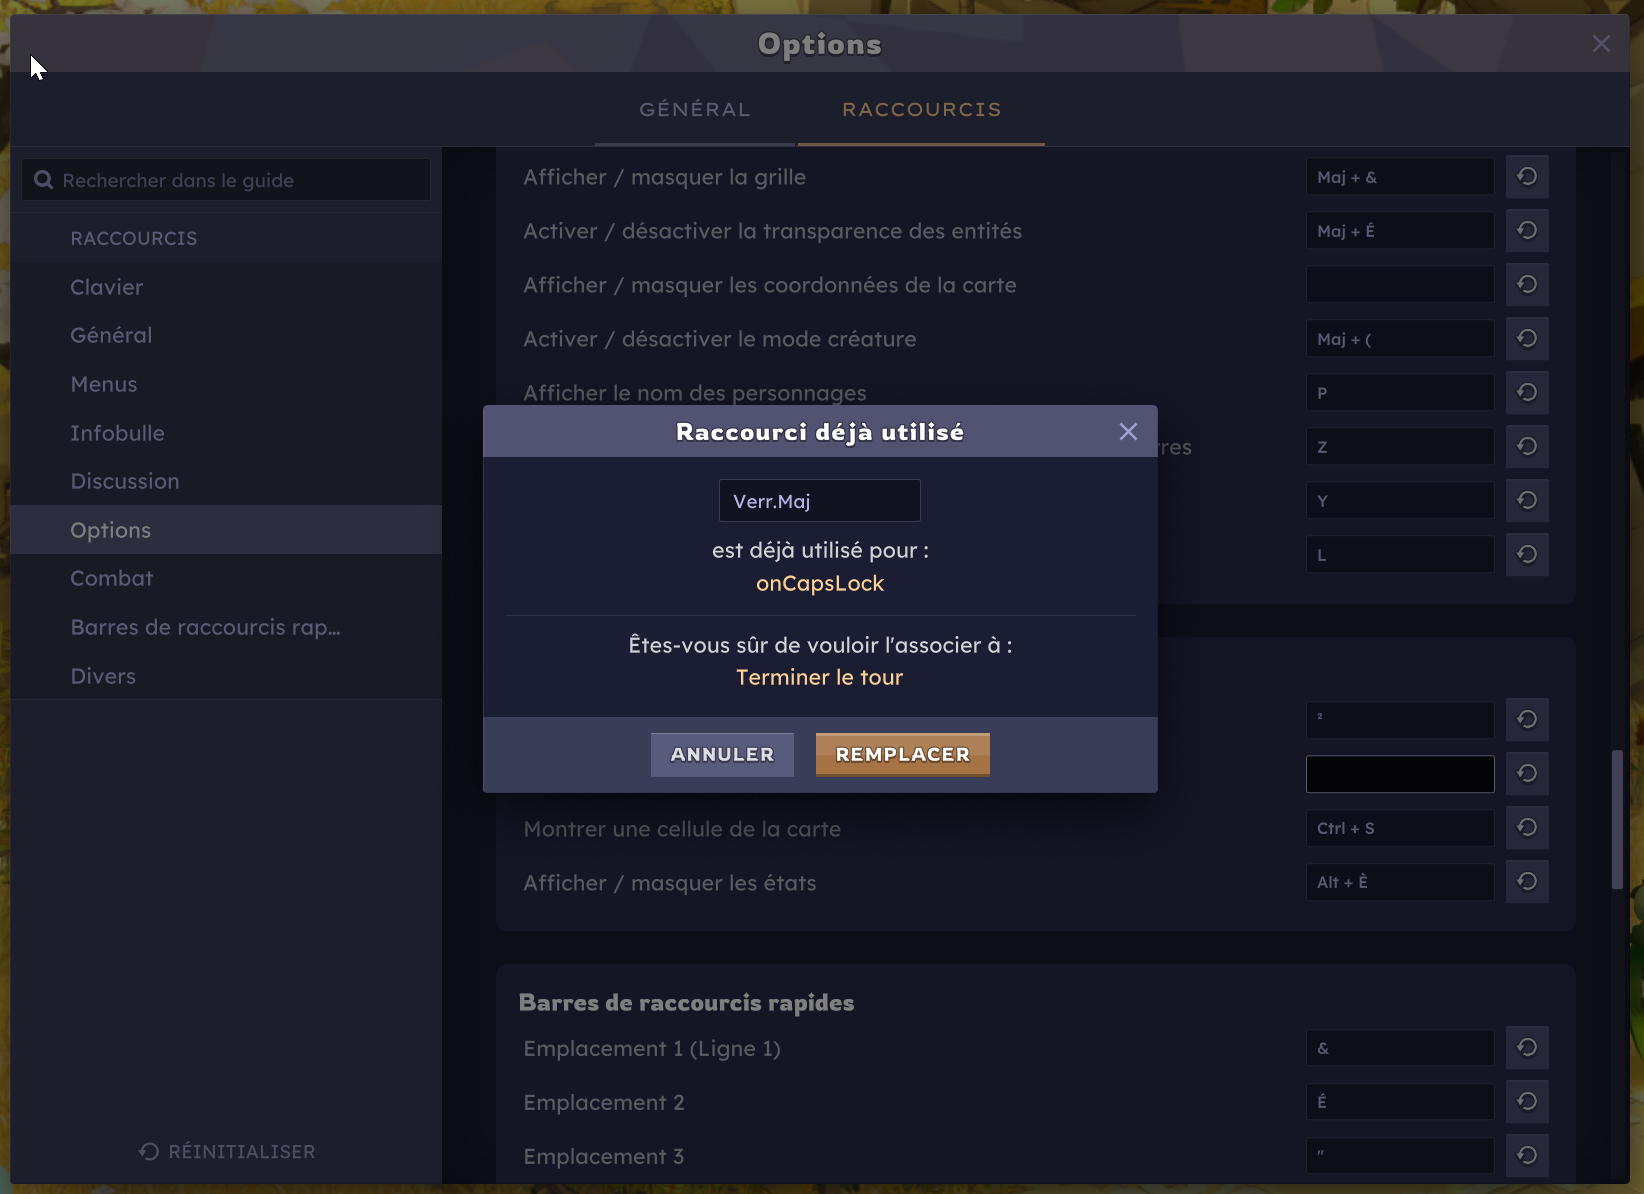 Options
GÉNÉRAL
RACCOURCIS
Rechercher dans le guide
RACCOURCIS
Clavier
Général
Menus
Infobulle
Discussion
Options
Combat
Barres de raccourcis rap...
Divers
RÉINITIALISER
Afficher / masquer la grille
Maj + &
Activer / désactiver la transparence des entités
Maj + É
Afficher / masquer les coordonnées de la carte
Activer / désactiver le mode créature
Maj + (
Afficher le nom des personnages
P
Z
Y
L
Raccourci déjà utilisé
Verr.Maj
est déjà utilisé pour :
onCapsLock
Êtes-vous sûr de vouloir l'associer à :
Terminer le tour
ANNULER
REMPLACER
²
Montrer une cellule de la carte
Ctrl + S
Afficher / masquer les états
Alt + È
Barres de raccourcis rapides
Emplacement 1 (Ligne 1)
&
Emplacement 2
É
Emplacement 3
"